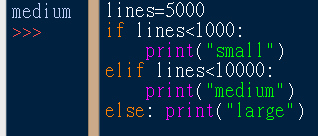 medium
>>>
lines=5000
if lines<1000:
    print("small")
elif lines<10000:
    print("medium")
else: print("large")